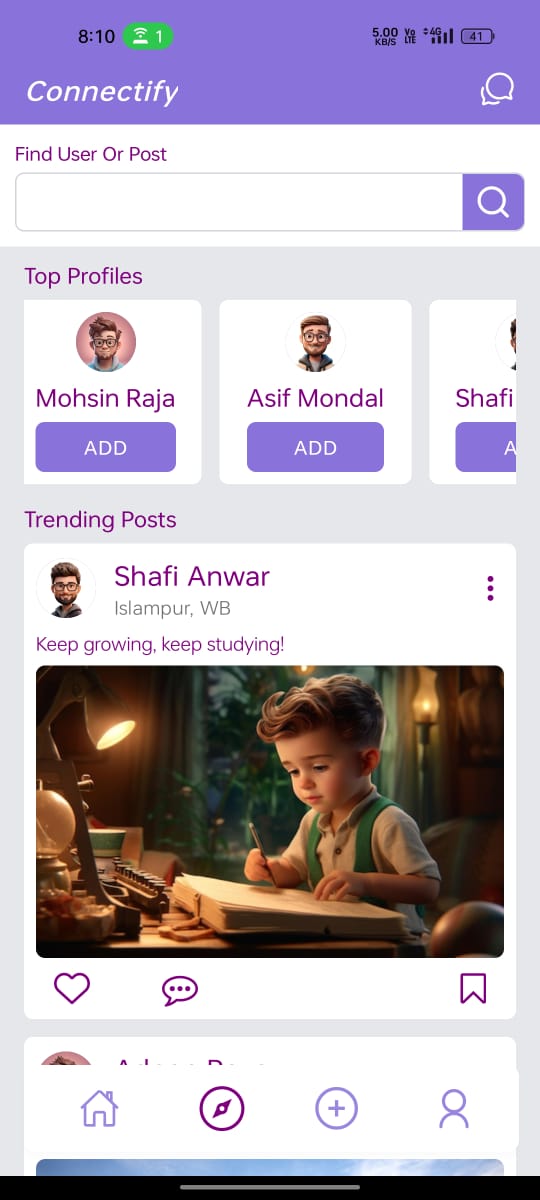 8:10 1 5.00 KB/S Vo LTE 4G 41
Connectify
Find User Or Post
Top Profiles
Mohsin Raja Asif Mondal Shafi
ADD ADD A
Trending Posts
Shafi Anwar
Islampur, WB
Keep growing, keep studying!